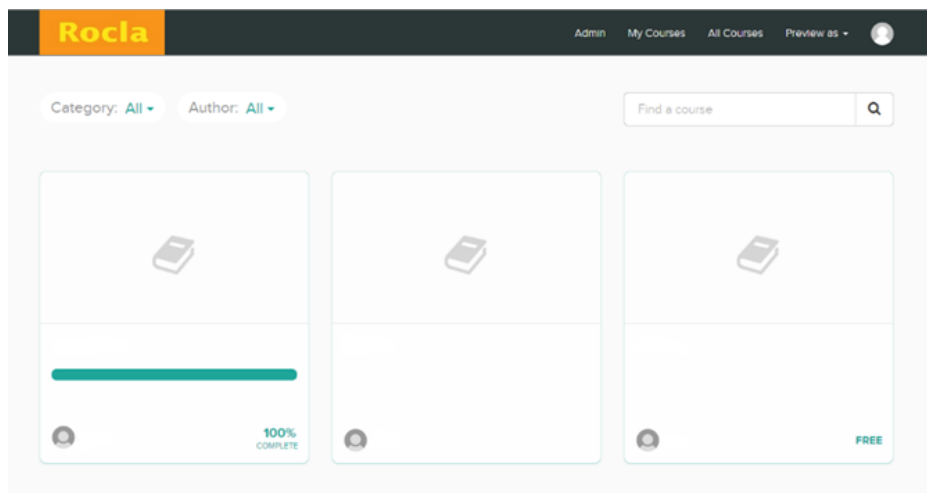 Rocla
Admin My Courses All Courses Preview as
Category: All Author: All Find a course
100%
COMPLETE
FREE